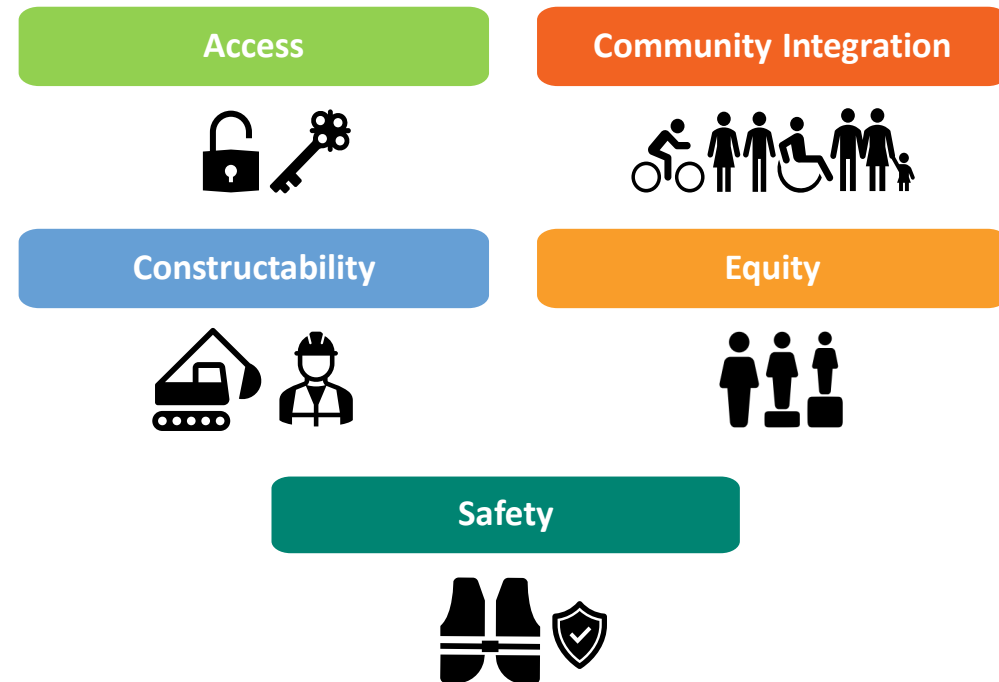 Access
Community Integration
Constructability
Equity
Safety